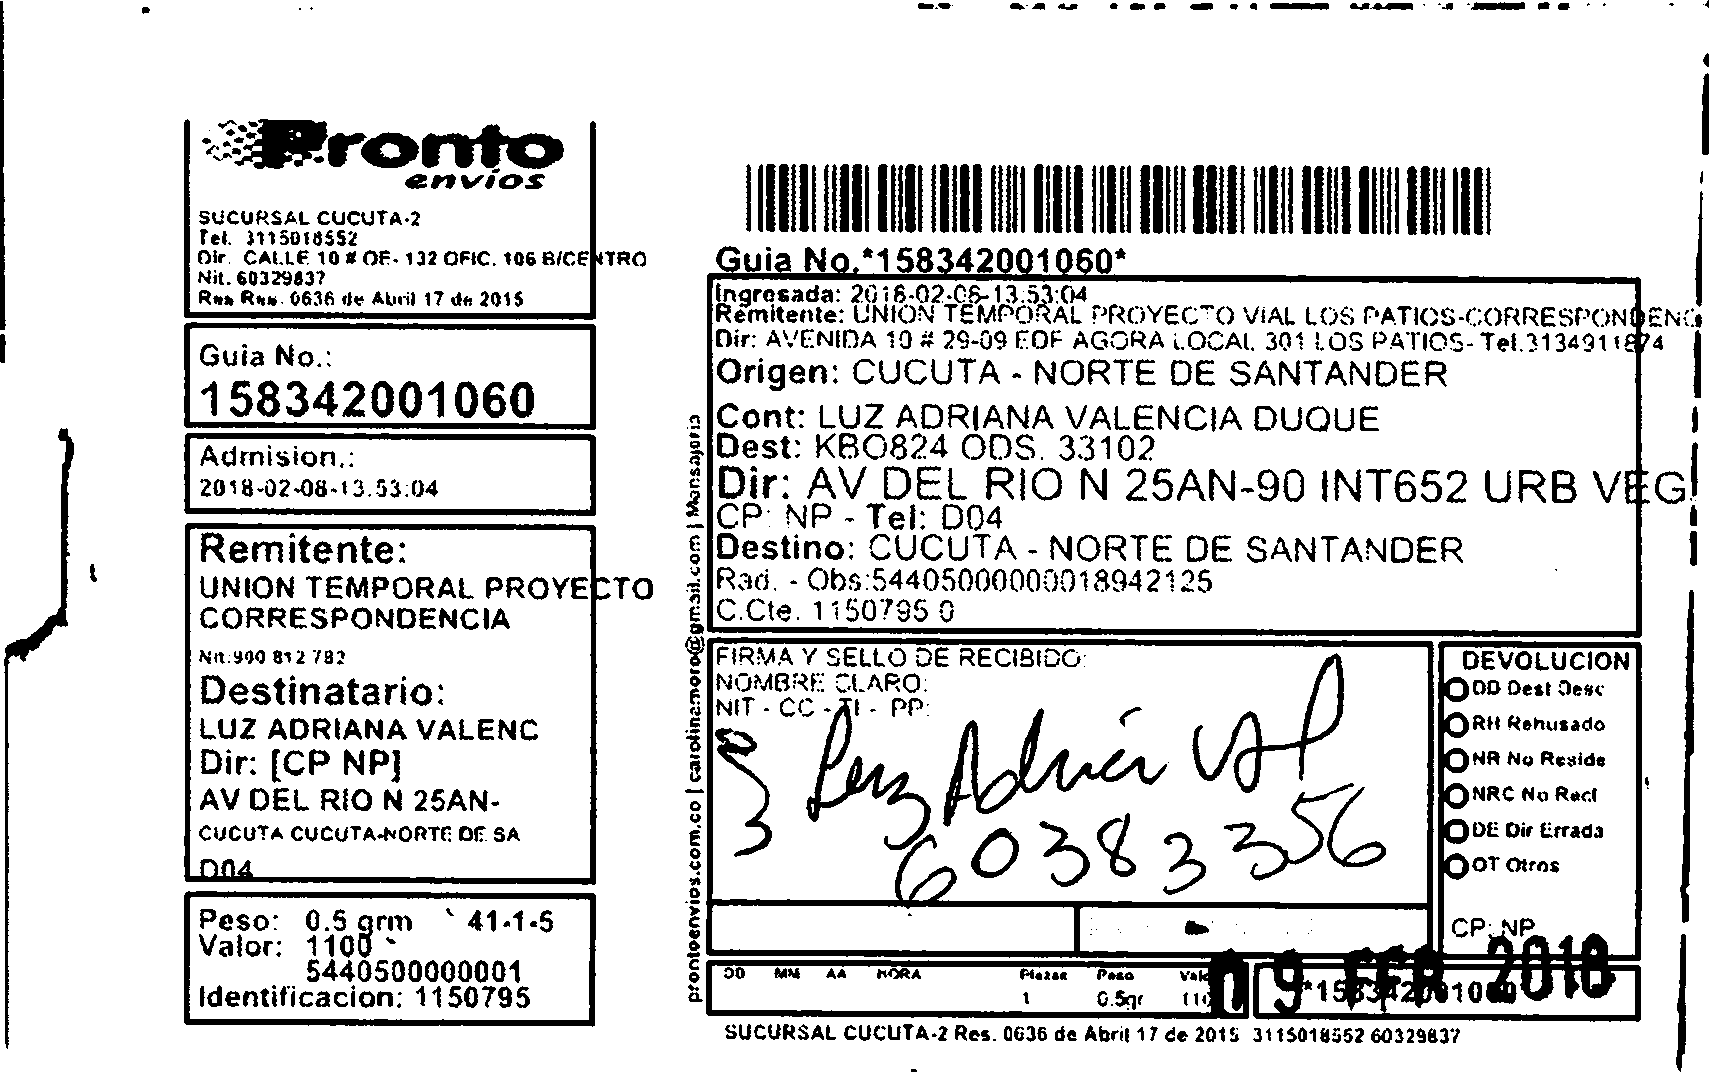 Pronto
envios
SUCURSAL CUCUTA-2
Tel. 3115018552
Dir. CALLE 10 # OE- 132 OFIC. 106 B/CENTRO
Nit. 60329837
Res Res. 0636 de Abril 17 de 2015
Guia No.:
158342001060
Admision.:
2018-02-08-13.53:04
Remitente:
UNION TEMPORAL PROYECTO
CORRESPONDENCIA
Nit:900 812 782
Destinatario:
LUZ ADRIANA VALENC
Dir: [CP NP]
AV DEL RIO N 25AN-
CUCUTA CUCUTA-NORTE DE SA
D04
Peso: 0.5 grm 41-1-5
Valor: 1100
5440500000001
Identificacion: 1150795
prontoenvios.com.co | carolinamoro@gmail.com | Mensajeria
Guia No.*158342001060*
Ingresada: 2018-02-08-13.53:04
Remitente: UNION TEMPORAL PROYECTO VIAL LOS PATIOS-CORRESPONDENC
Dir: AVENIDA 10 # 29-09 EDF AGORA LOCAL 301 LOS PATIOS- Tel.3134911874
Origen: CUCUTA - NORTE DE SANTANDER
Cont: LUZ ADRIANA VALENCIA DUQUE
Dest: KBO824 ODS. 33102
Dir: AV DEL RIO N 25AN-90 INT652 URB VEG
CP: NP - Tel: D04
Destino: CUCUTA - NORTE DE SANTANDER
Rad. - Obs:54405000000018942125
C.Cte. 1150795 0
FIRMA Y SELLO DE RECIBIDO:
NOMBRE CLARO:
NIT - CC - TI - PP:
Luz Adria Val
60383356
DEVOLUCION
DD Dest Desc
RH Rehusado
NR No Reside
NRC No Recl
DE Dir Errada
OT Otros
CP: NP
09 FEB 2018
DD MM AA HORA Piezas Peso
1 0.5gr
*158342001060*
SUCURSAL CUCUTA-2 Res. 0636 de Abril 17 de 2015 3115018552 60329837